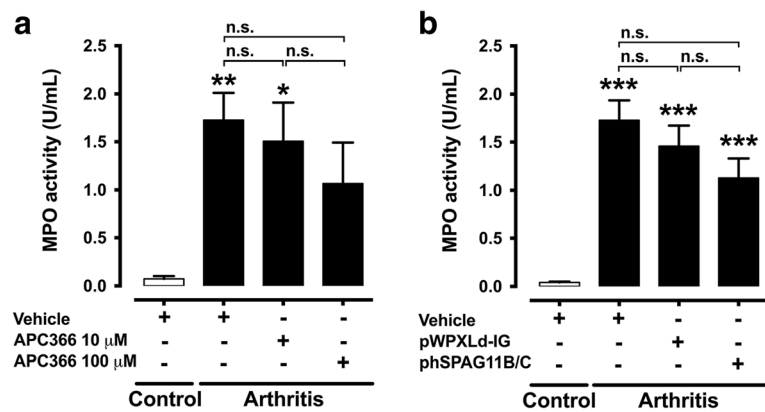 a
n.s.
n.s. n.s.
MPO activity (U/mL)
2.5
2.0
1.5
1.0
0.5
0.0
** *
Vehicle + + - -
APC366 10 μM - - + -
APC366 100 μM - - - +
Control Arthritis
b
n.s.
n.s. n.s.
MPO activity (U/mL)
2.5
2.0
1.5
1.0
0.5
0.0
*** *** ***
Vehicle + + - -
pWPXLd-IG - - + -
phSPAG11B/C - - - +
Control Arthritis